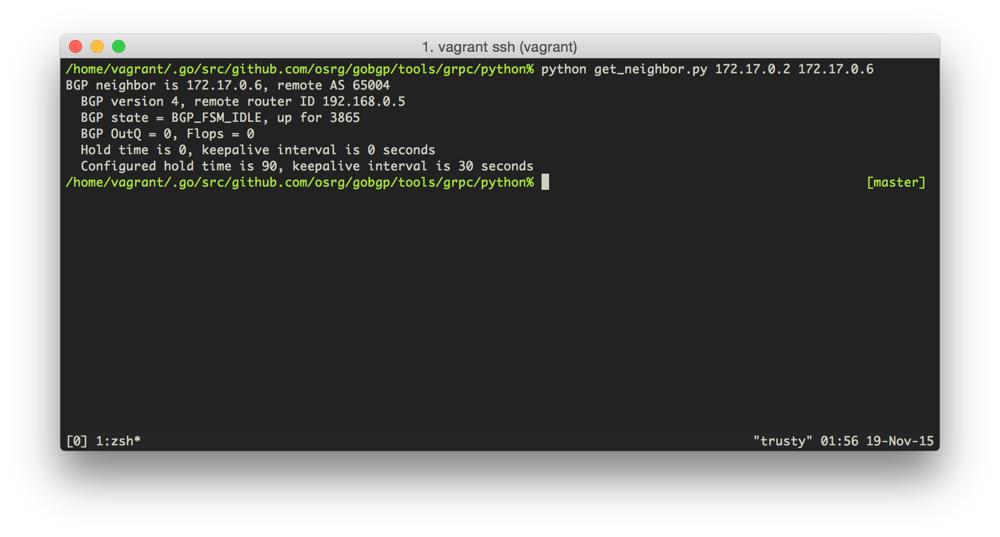 1. vagrant ssh (vagrant)
/home/vagrant/.go/src/github.com/osrg/gobgp/tools/grpc/python% python get_neighbor.py 172.17.0.2 172.17.0.6
BGP neighbor is 172.17.0.6, remote AS 65004
  BGP version 4, remote router ID 192.168.0.5
  BGP state = BGP_FSM_IDLE, up for 3865
  BGP OutQ = 0, Flops = 0
  Hold time is 0, keepalive interval is 0 seconds
  Configured hold time is 90, keepalive interval is 30 seconds
/home/vagrant/.go/src/github.com/osrg/gobgp/tools/grpc/python% [master]
[0] 1:zsh* "trusty" 01:56 19-Nov-15